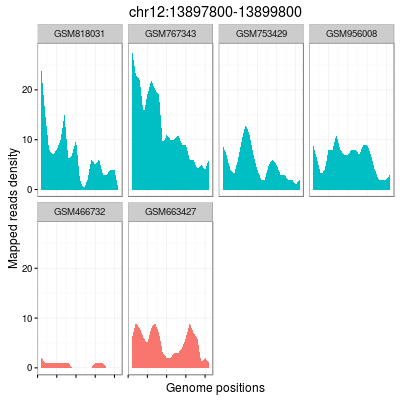 chr12:13897800-13899800
GSM818031 GSM767343 GSM753429 GSM956008
20
10
0
GSM466732 GSM663427
20
10
0
Mapped reads density
Genome positions